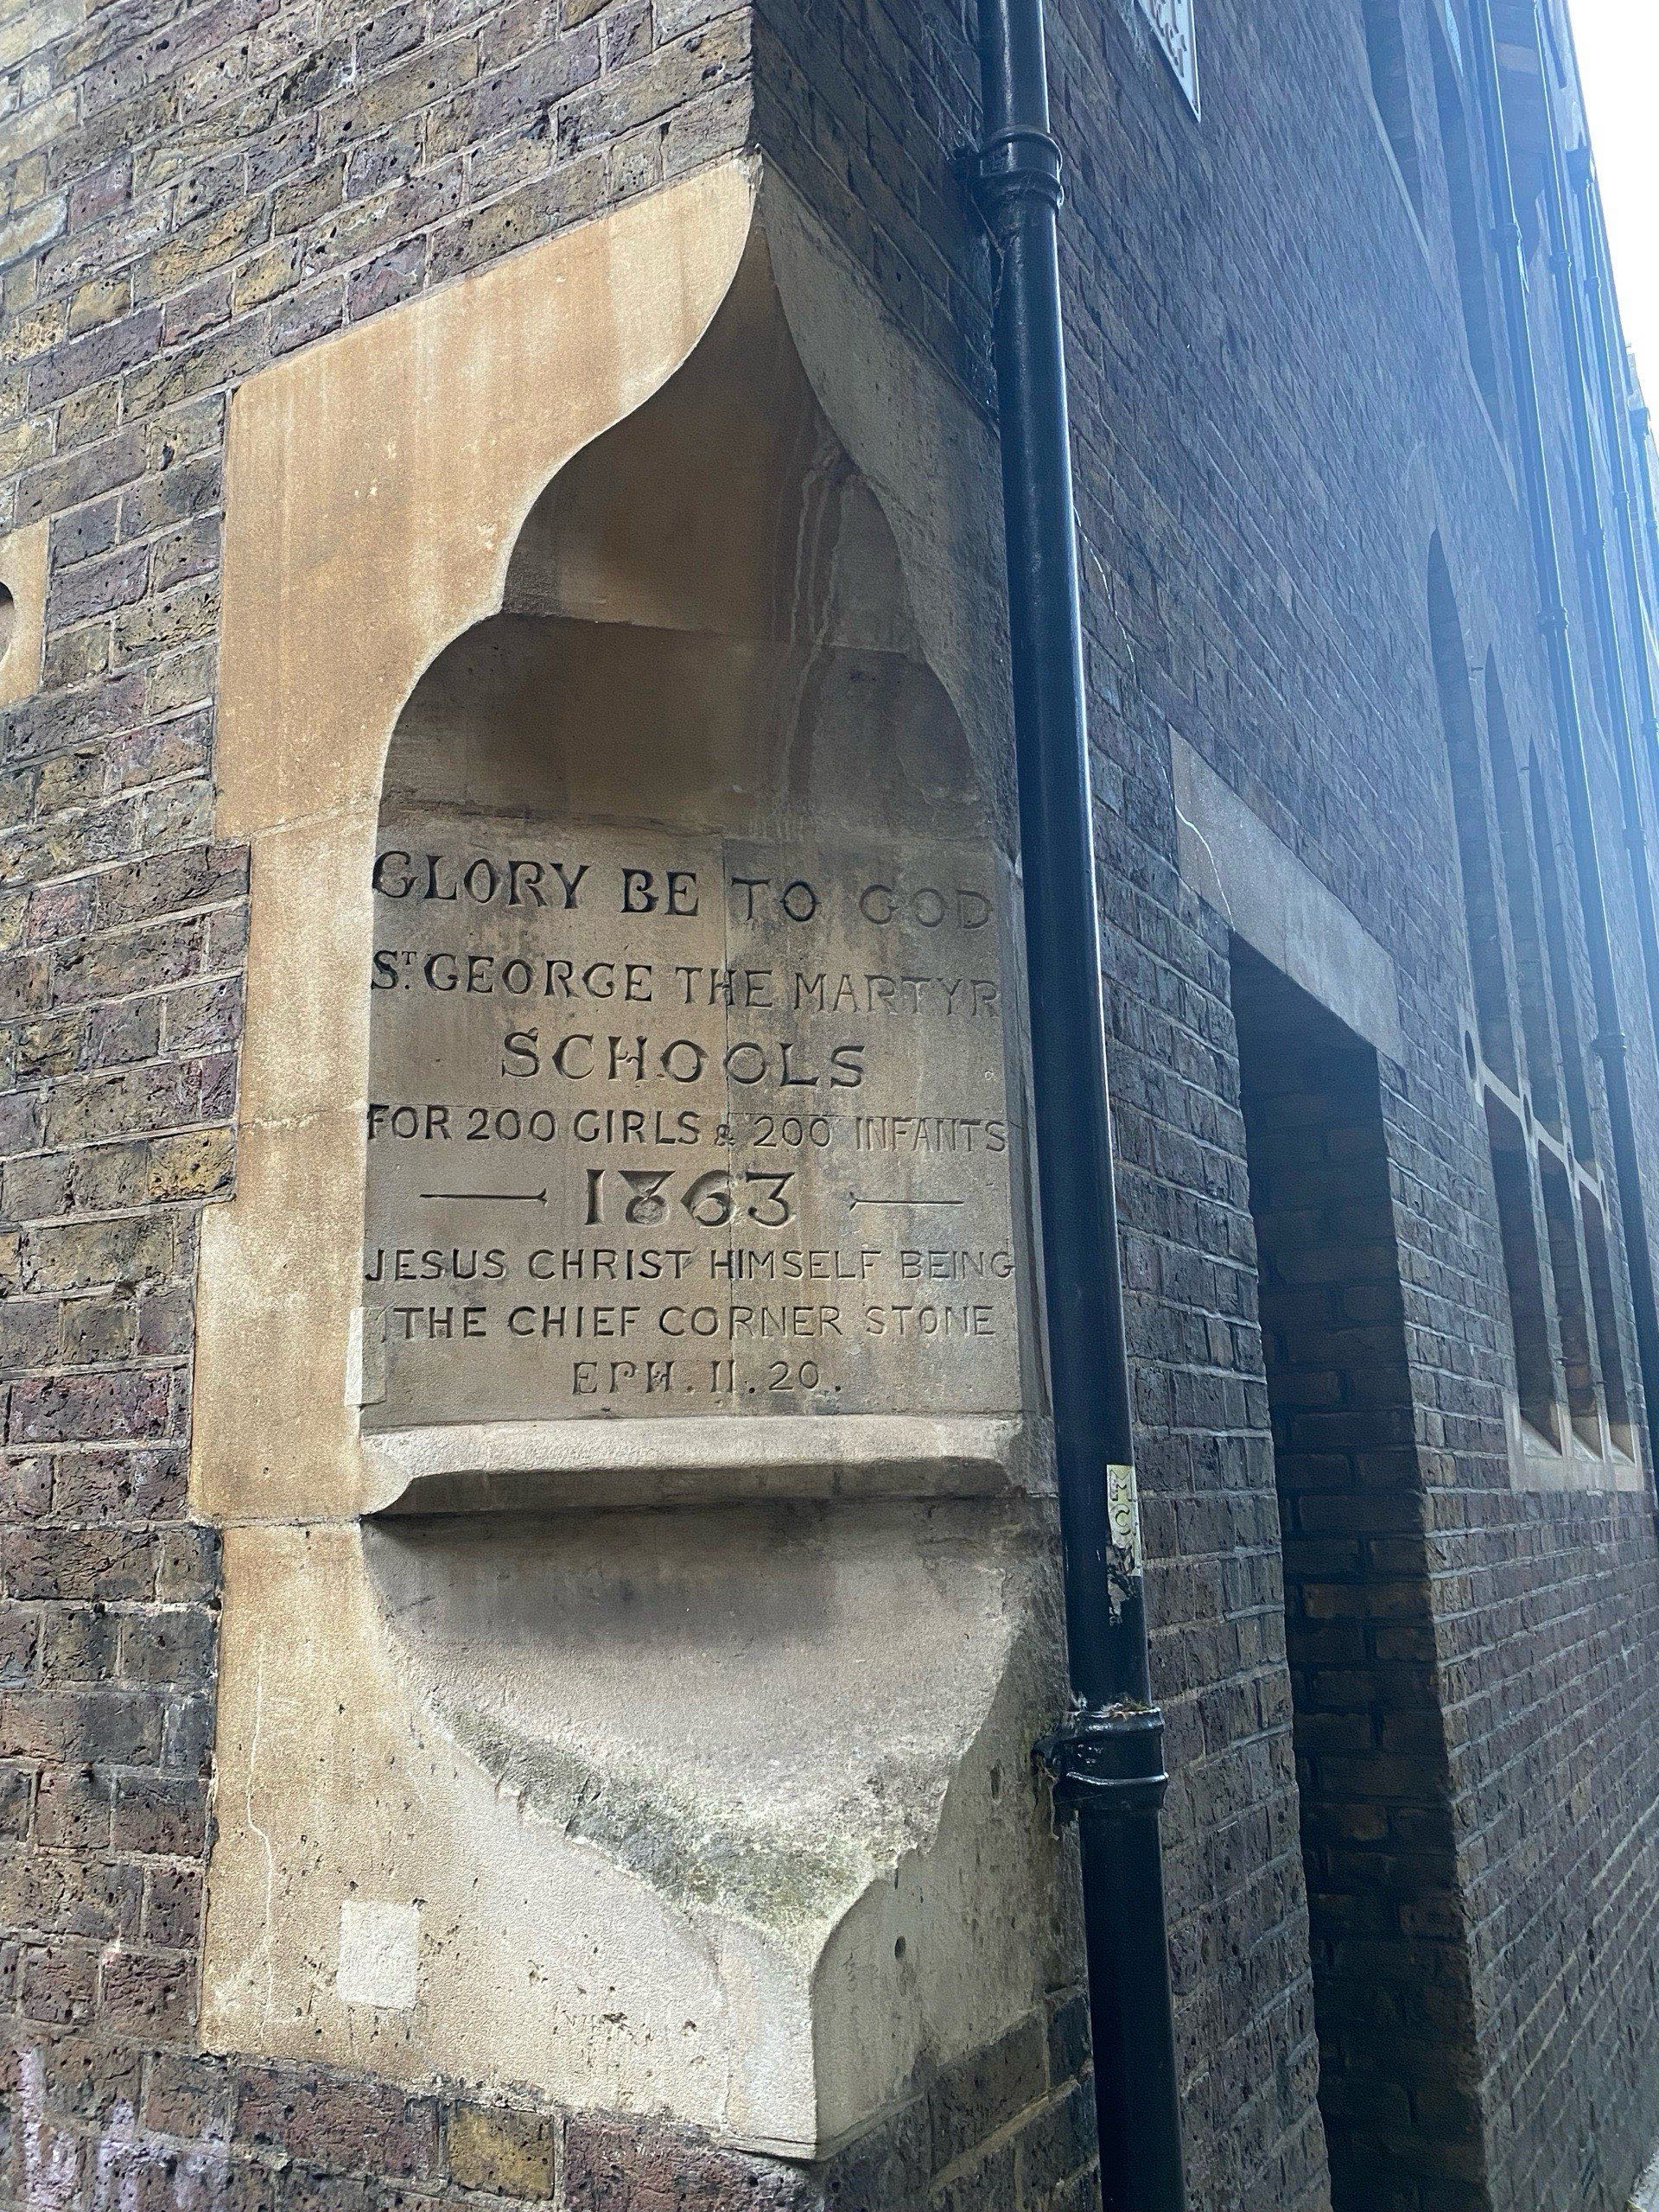 GLORY BE TO GOD
ST. GEORGE THE MARTYR
SCHOOLS
FOR 200 GIRLS & 200 INFANTS
1863
JESUS CHRIST HIMSELF BEING
THE CHIEF CORNER STONE
EPH. II. 20.
MC